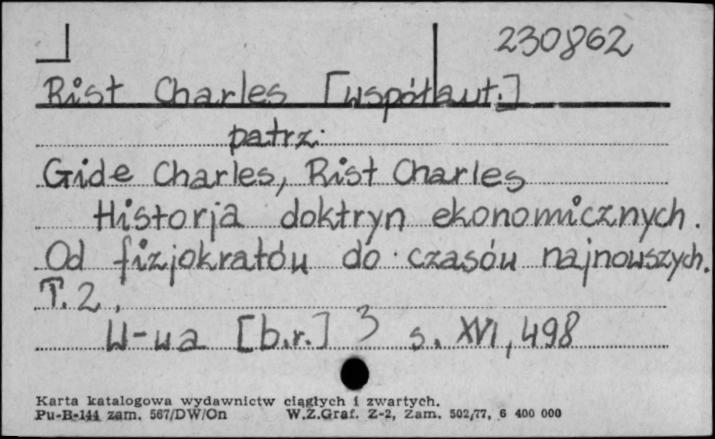 230862
Rist Charles [współaut.]
patrz:
Gide Charles, Rist Charles
Historja doktryn ekonomicznych.
Od fizjokratów do czasów najnowszych.
T. 2.
W-wa [b.r.] 3 s. XVI, 498
Karta katalogowa wydawnictw ciągłych i zwartych.
Pu-B-144 zam. 567/DW/On W.Z.Graf. Z-2, Zam. 502/77, 6 400 000